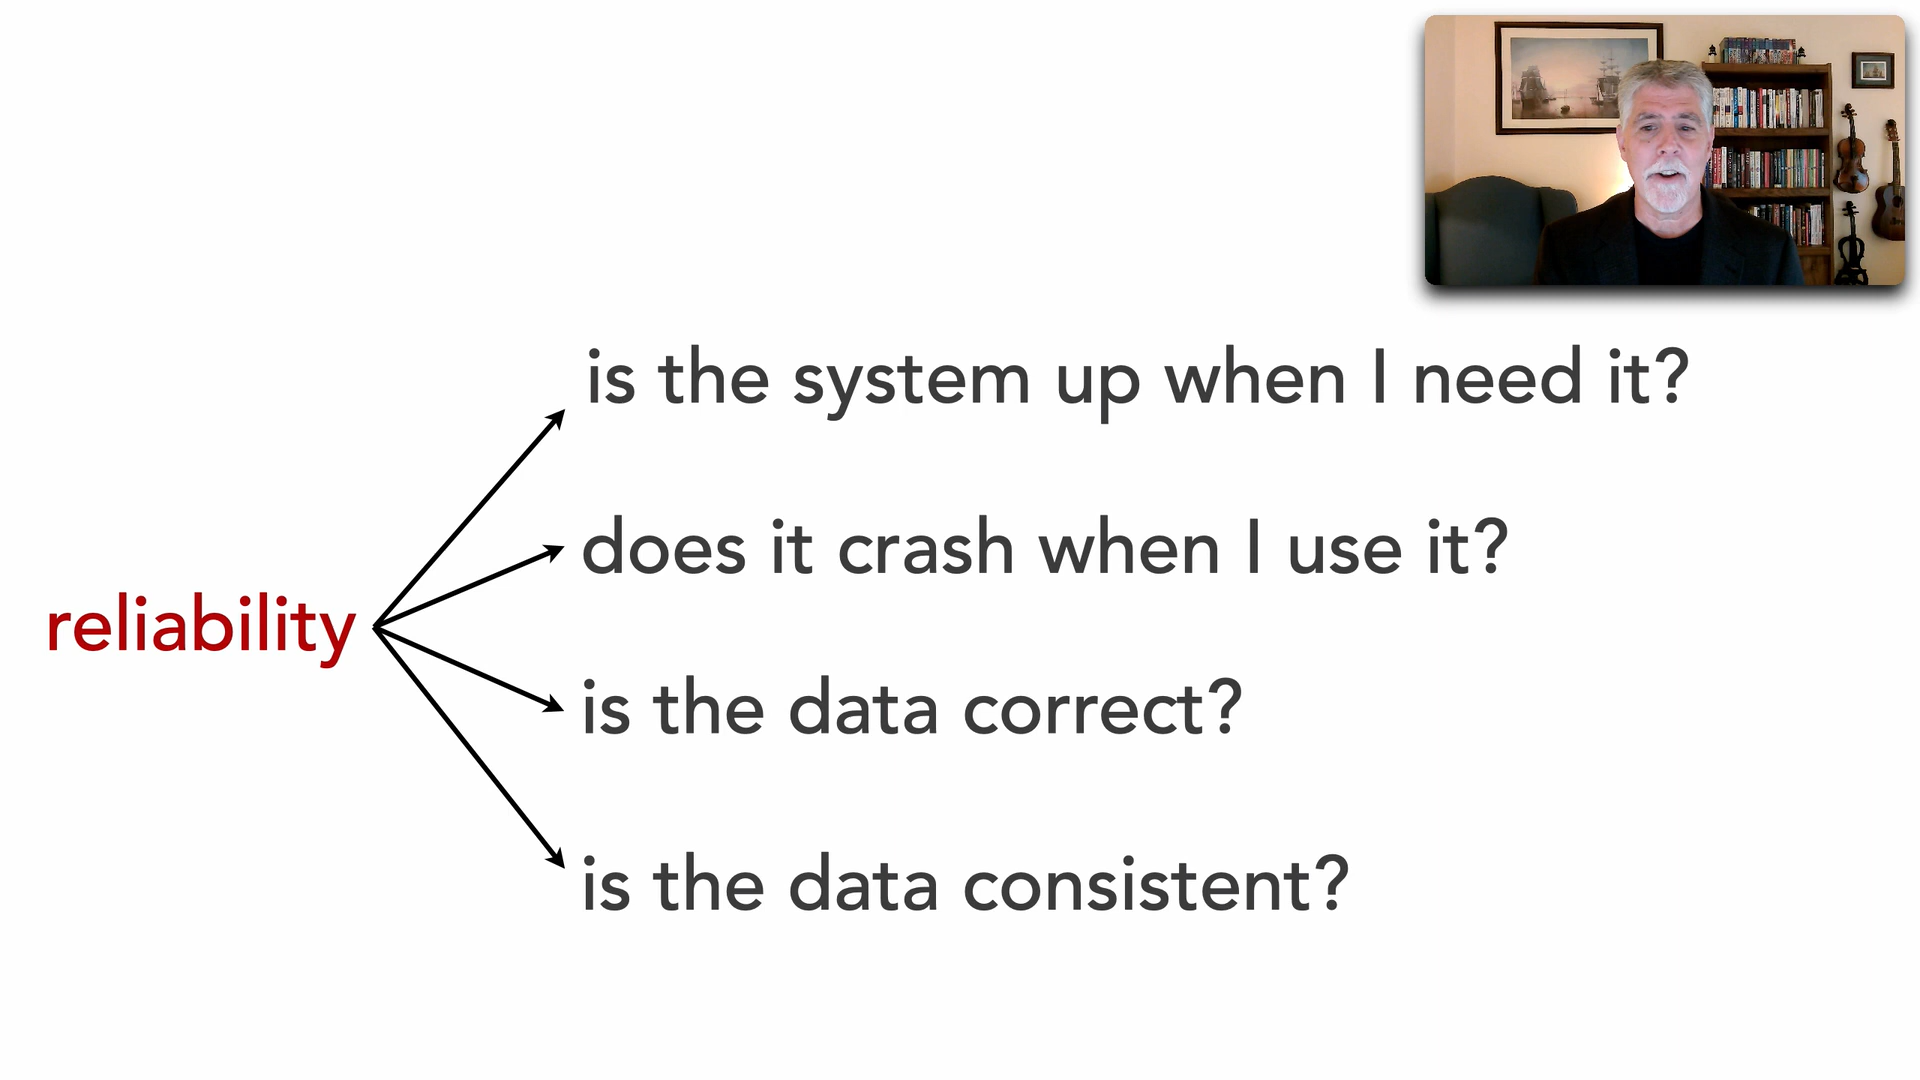 is the system up when I need it?
does it crash when I use it?
reliability
is the data correct?
is the data consistent?